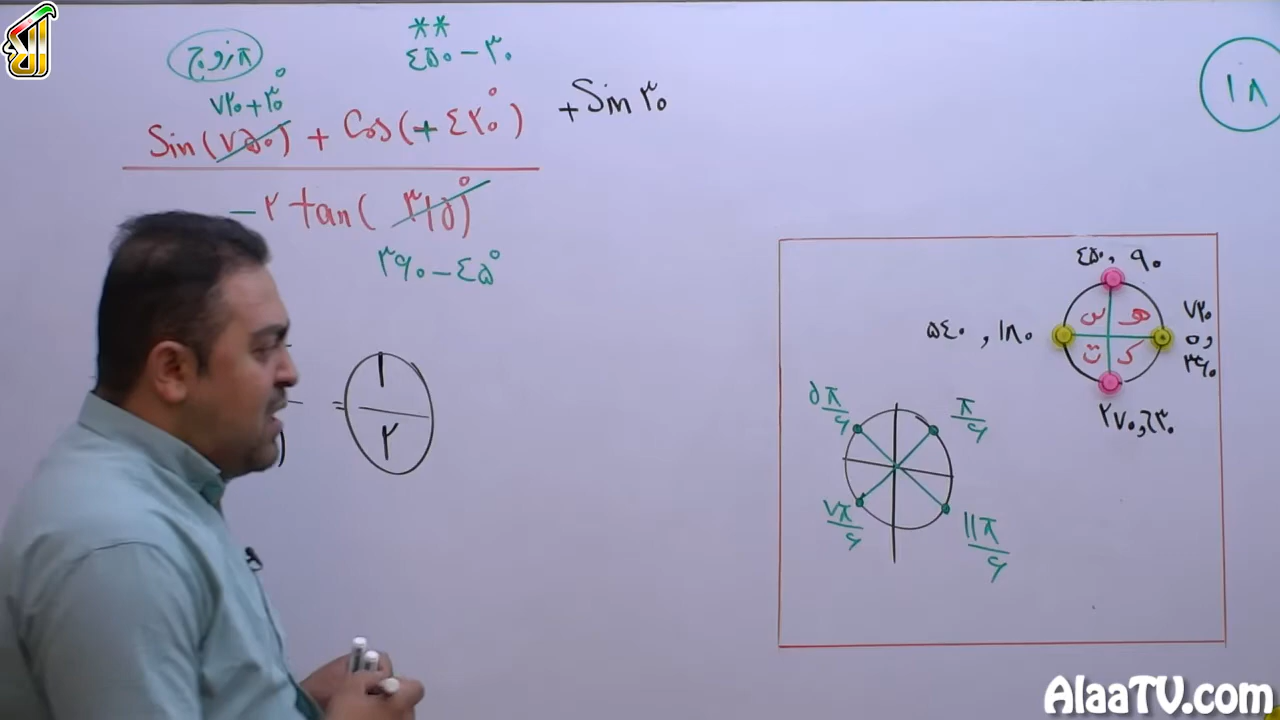 زوج π
** 
۴۵۰ − ۳۰
۷۲۰ + ۳۰°
Sin(۷۵۰) + Cos(+ ۴۲۰°)
+ Sin ۳۰
− ۲ tan( ۳۱۵°)
۳۶۰ − ۴۵°
= ۱/۲
۱۸
۴۵۰ , ۹۰
س ه
۵۴۰ , ۱۸۰
۷۲۰
۰,
۳۶۰
ت ک
۲۷۰, ۶۳۰
۵π/۶
π/۶
۷π/۶
۱۱π/۶
AlaaTV.com